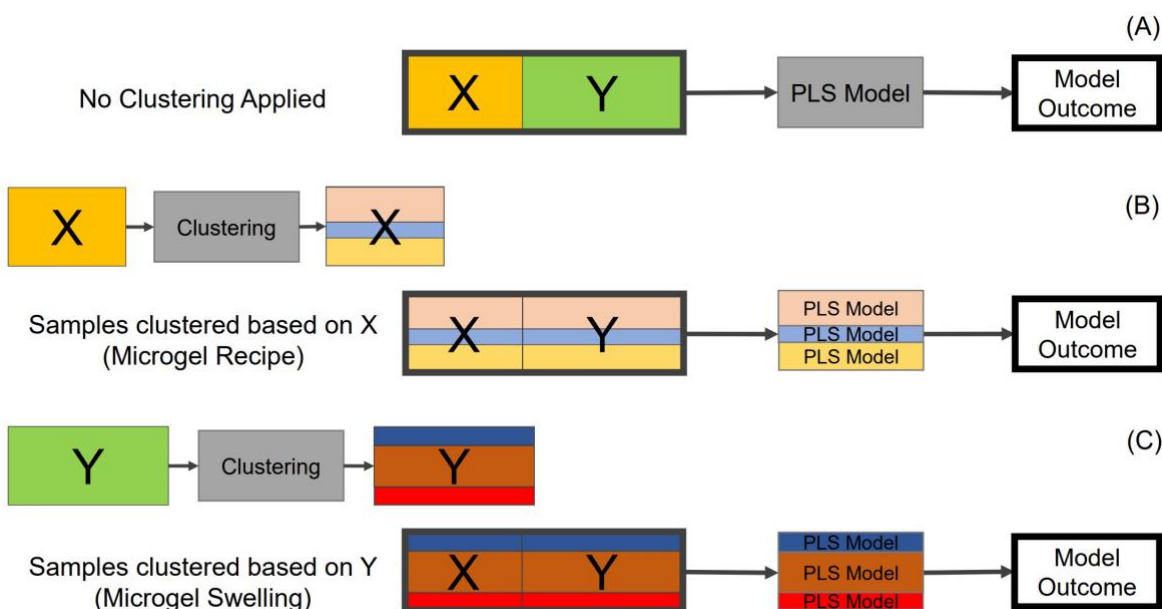 (A)
No Clustering Applied
X Y
PLS Model
Model
Outcome
(B)
X
Clustering
X
Samples clustered based on X
(Microgel Recipe)
X Y
PLS Model
PLS Model
PLS Model
Model
Outcome
(C)
Y
Clustering
Y
Samples clustered based on Y
(Microgel Swelling)
X Y
PLS Model
PLS Model
PLS Model
Model
Outcome